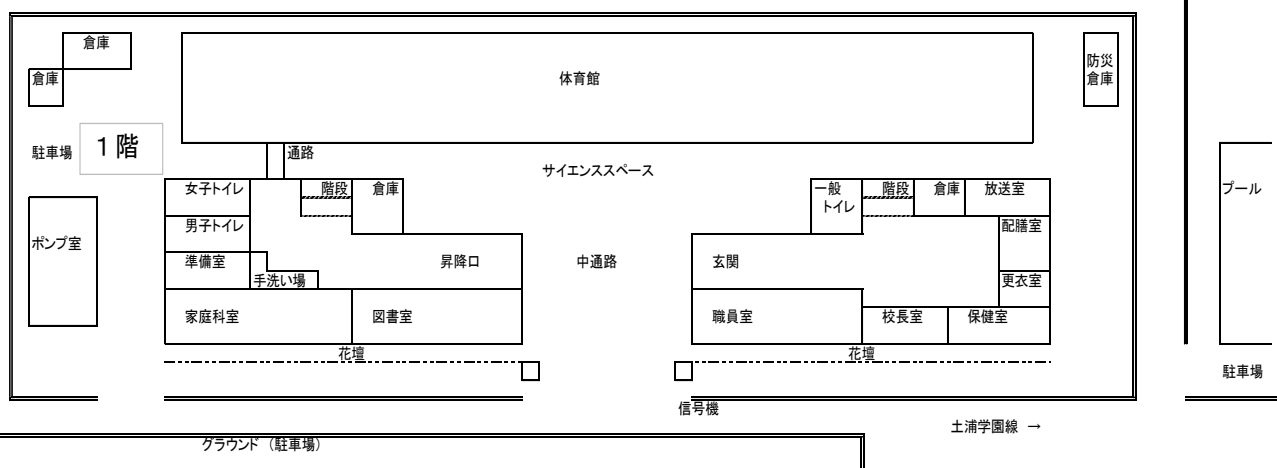 倉庫
倉庫
体育館
防災
倉庫
駐車場
1階
通路
サイエンススペース
女子トイレ
階段
倉庫
一般
トイレ
階段
倉庫
放送室
プール
男子トイレ
配膳室
ポンプ室
準備室
昇降口
中通路
玄関
手洗い場
更衣室
家庭科室
図書室
職員室
校長室
保健室
花壇
花壇
駐車場
信号機
土浦学園線 →
グラウンド（駐車場）